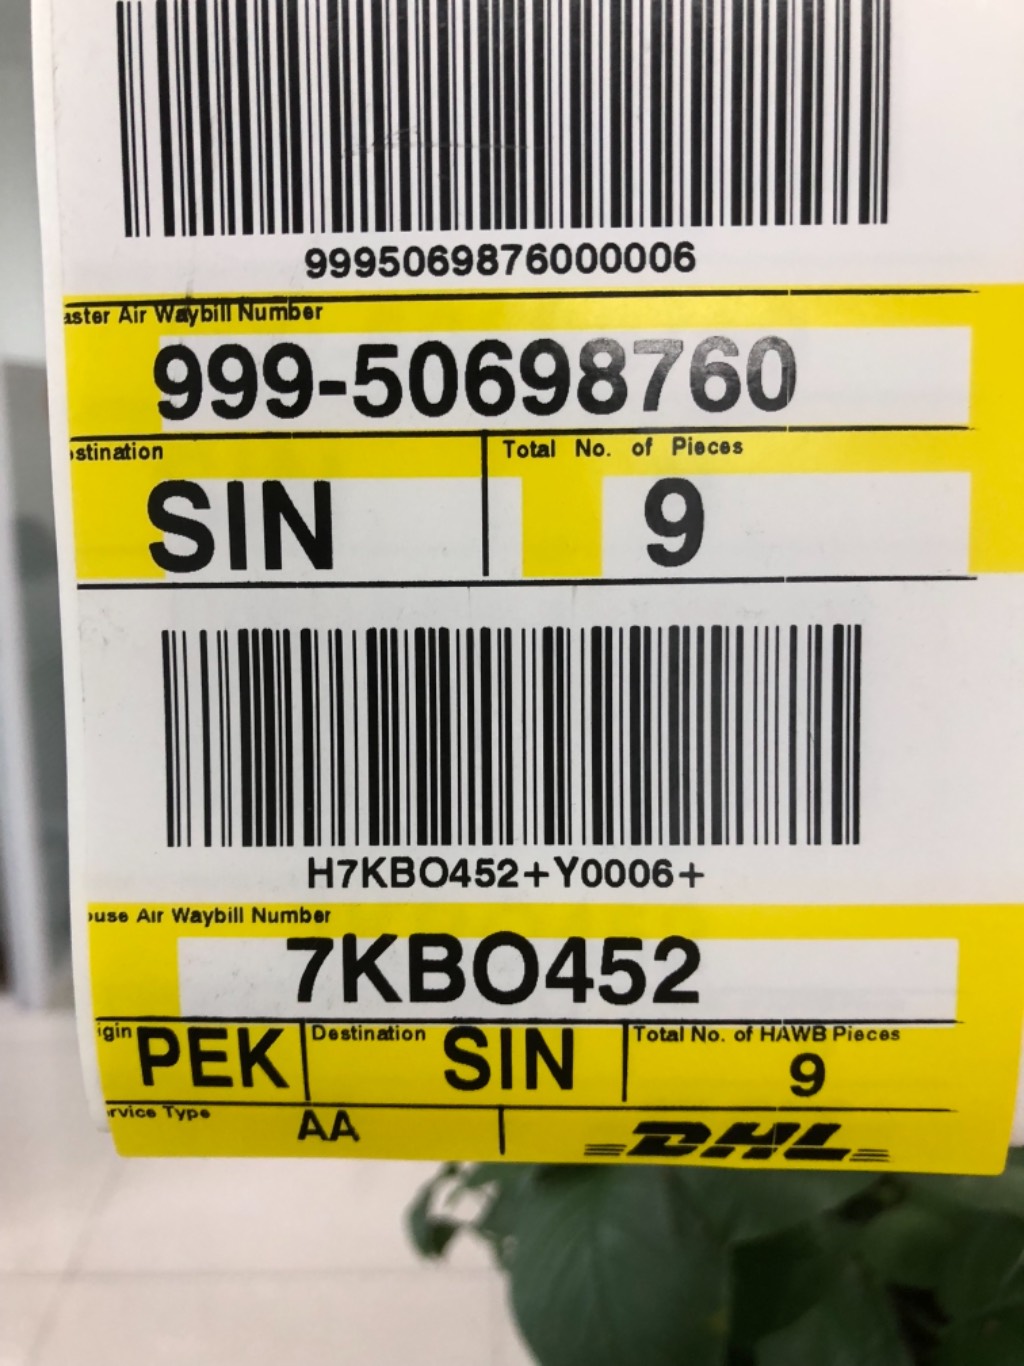 9995069876000006
aster Air Waybill Number
999-50698760
stination
Total No. of Pieces
SIN
9
H7KBO452+Y0006+
ouse Air Waybill Number
7KBO452
igin PEK Destination SIN Total No. of HAWB Pieces
9
rvice Type
AA
DHL